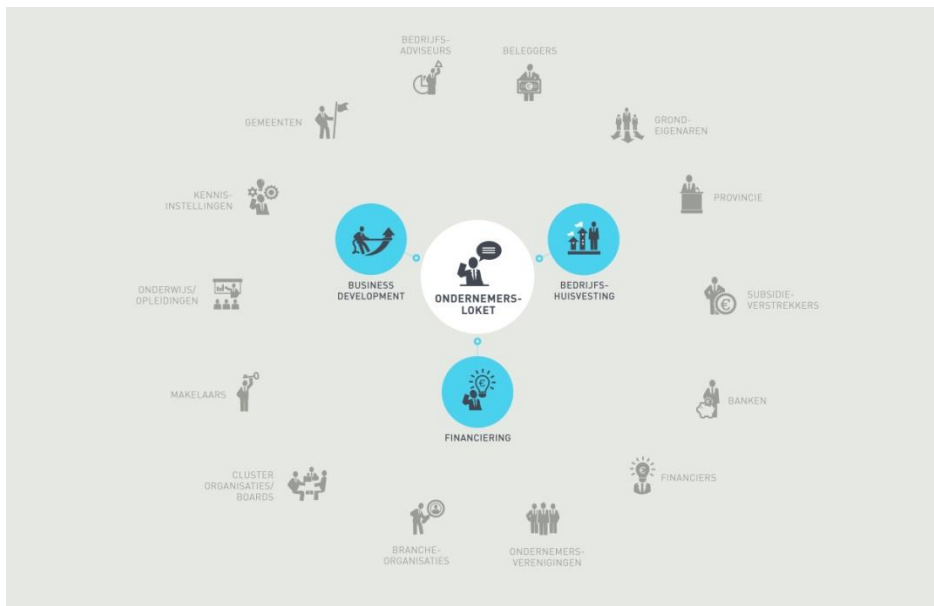 BEDRIJFS-
ADVISEURS
BELEGGERS
GEMEENTEN
GROND-
EIGENAREN
KENNIS-
INSTELLINGEN
PROVINCIE
BUSINESS
DEVELOPMENT
ONDERNEMERS-
LOKET
BEDRIJFS-
HUISVESTING
ONDERWIJS/
OPLEIDINGEN
SUBSIDIE-
VERSTREKKERS
MAKELAARS
BANKEN
FINANCIERING
CLUSTER
ORGANISATIES/
BOARDS
FINANCIERS
BRANCHE-
ORGANISATIES
ONDERNEMERS-
VERENIGINGEN